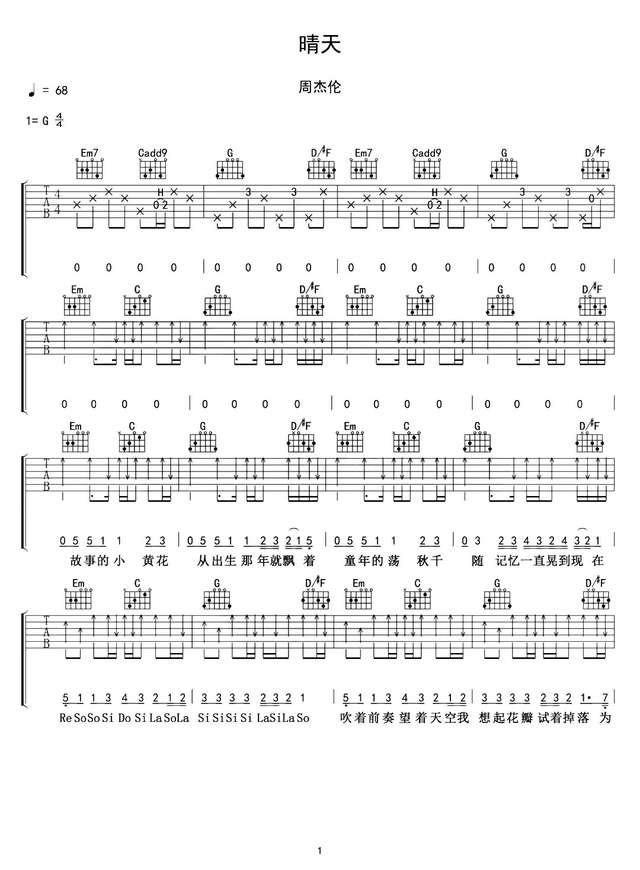 晴天
♩ = 68
周杰伦
1= G 4/4
Em7 Cadd9 G D/#F Em7 Cadd9 G D/#F
T A B 4 4 H 0 2 3 3 3 H 0 2 3 3 0
0 0 0 0 | 0 0 0 0 | 0 0 0 0 | 0 0 0 0
Em C G D/#F Em C G D/#F
T A B
0 0 0 0 | 0 0 0 0 | 0 0 0 0 | 0 0 0 0
Em C G D/#F Em C G D/#F
T A B
0 5 5 1 1 2 3 | 0 5 5 1 1 2 3 2 1 5 | 0 5 5 1 1 2 3 | 0 3 2 3 4 3 2 4 3 2 1
故事的小 黄花 从出生那年就飘着 童年的荡 秋千 随记忆一直晃到现在
Em C G D/#F Em C G D/#F
T A B
5 1 1 3 4 3 2 1 2 | 3 3 3 3 2 3 2 1 | 5 1 1 3 4 3 2 1 2 | 3 3 3 3 2 3 2 1• 7
ReSoSoSiDoSiLaSoLa SiSiSiSiLaSiLaSo 吹着前奏望着天空我 想起花瓣试着掉落 为
1